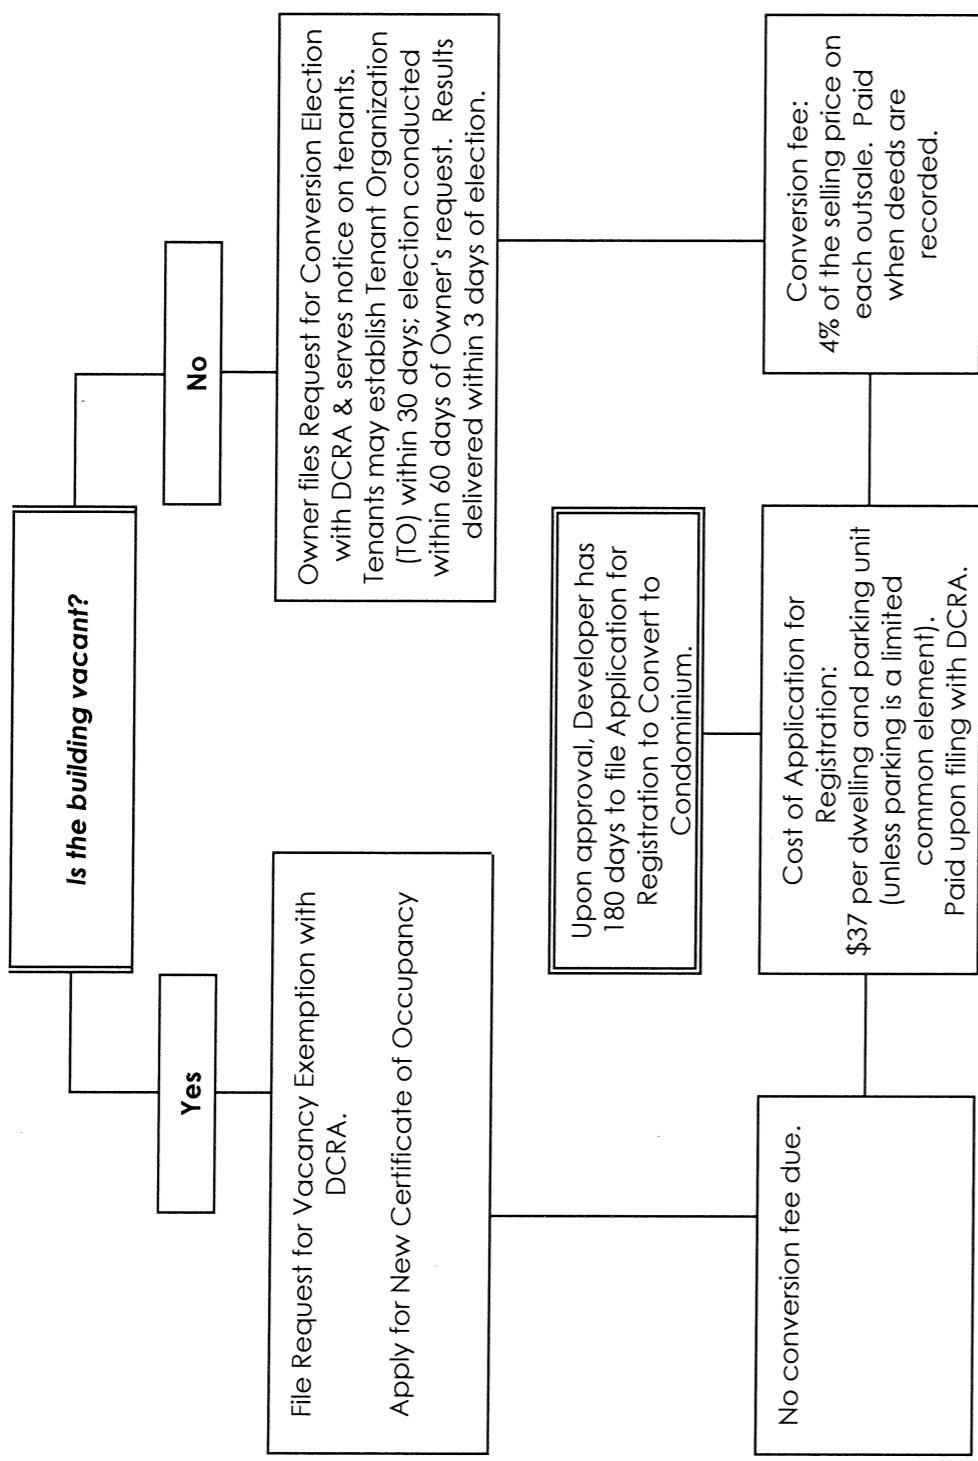 Is the building vacant?
Yes
No
File Request for Vacancy Exemption with
DCRA.
Apply for New Certificate of Occupancy
Owner files Request for Conversion Election
with DCRA & serves notice on tenants.
Tenants may establish Tenant Organization
(TO) within 30 days; election conducted
within 60 days of Owner's request. Results
delivered within 3 days of election.
Upon approval, Developer has
180 days to file Application for
Registration to Convert to
Condominium.
No conversion fee due.
Cost of Application for
Registration:
$37 per dwelling and parking unit
(unless parking is a limited
common element).
Paid upon filing with DCRA.
Conversion fee:
4% of the selling price on
each outsale. Paid
when deeds are
recorded.